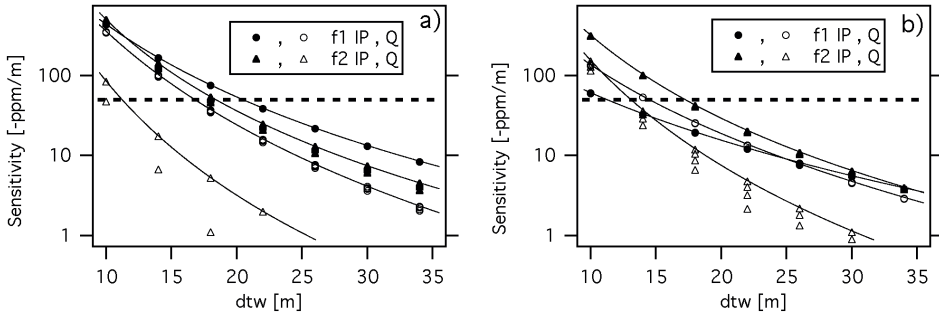 a)
f1 IP , Q
f2 IP , Q
Sensitivity [-ppm/m]
100
10
1
10 15 20 25 30 35
dtw [m]
b)
f1 IP , Q
f2 IP , Q
Sensitivity [-ppm/m]
100
10
1
10 15 20 25 30 35
dtw [m]